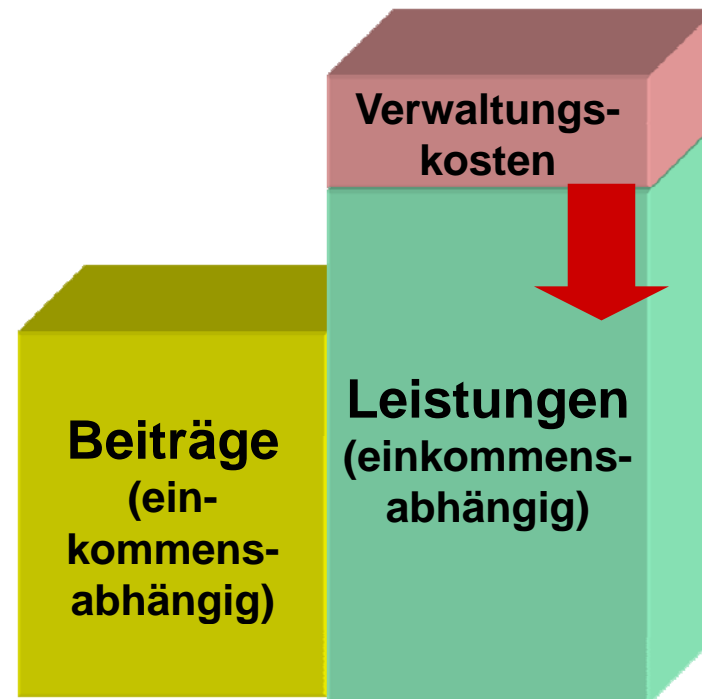 Verwaltungs-
kosten
Leistungen
(einkommens-
abhängig)
Beiträge
(ein-
kommens-
abhängig)